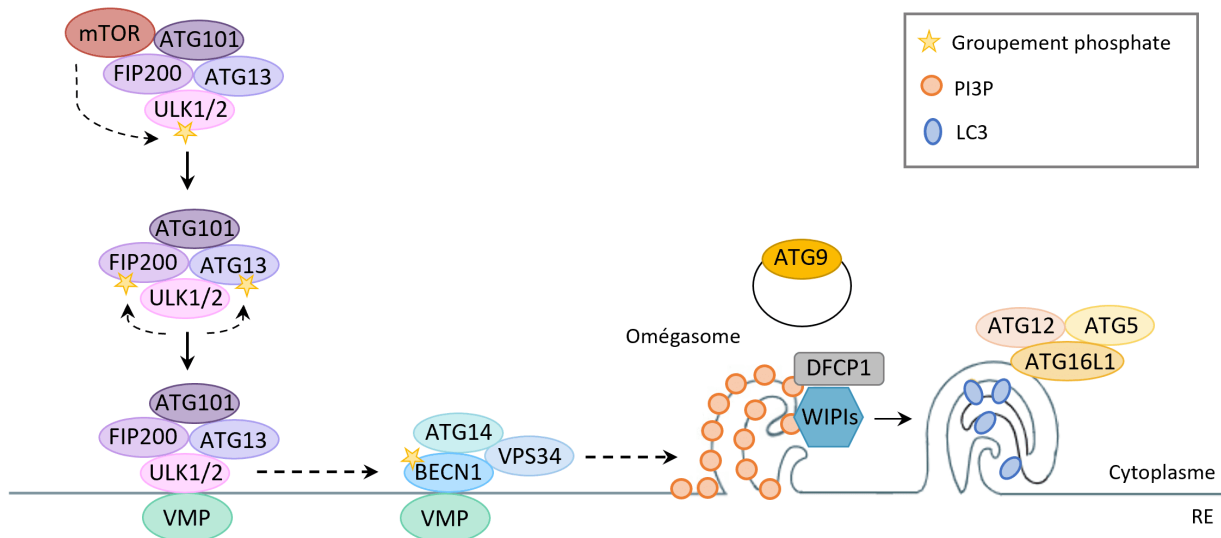 mTOR
ATG101
FIP200
ATG13
ULK1/2
ATG101
FIP200
ATG13
ULK1/2
ATG101
FIP200
ATG13
ULK1/2
VMP
ATG14
BECN1
VPS34
VMP
Omégasome
ATG9
DFCP1
WIPIs
ATG12
ATG5
ATG16L1
Cytoplasme
RE
Groupement phosphate
PI3P
LC3